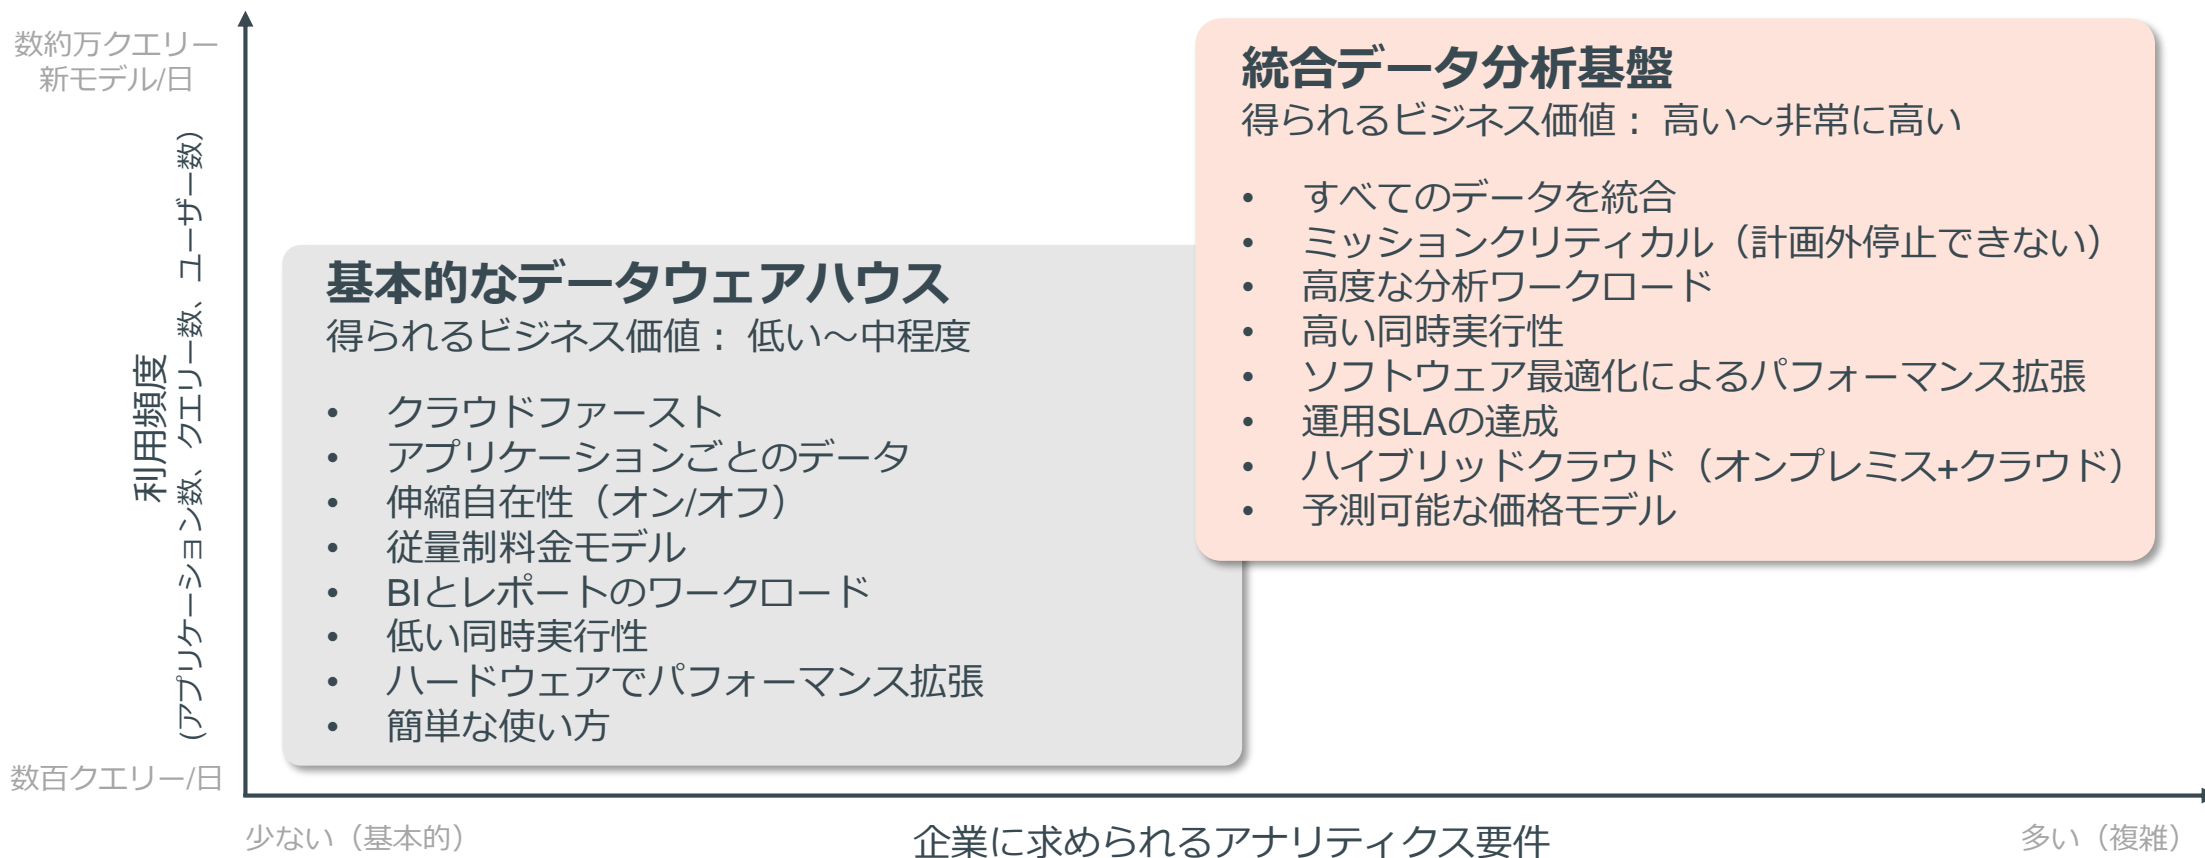 数約万クエリー
新モデル/日
利用頻度
(アプリケーション数、クエリー数、ユーザー数)
数百クエリー/日
基本的なデータウェアハウス
得られるビジネス価値： 低い～中程度
• クラウドファースト
• アプリケーションごとのデータ
• 伸縮自在性（オン/オフ）
• 従量制料金モデル
• BIとレポートのワークロード
• 低い同時実行性
• ハードウェアでパフォーマンス拡張
• 簡単な使い方
統合データ分析基盤
得られるビジネス価値： 高い～非常に高い
• すべてのデータを統合
• ミッションクリティカル（計画外停止できない）
• 高度な分析ワークロード
• 高い同時実行性
• ソフトウェア最適化によるパフォーマンス拡張
• 運用SLAの達成
• ハイブリッドクラウド（オンプレミス+クラウド）
• 予測可能な価格モデル
少ない（基本的）
企業に求められるアナリティクス要件
多い（複雑）